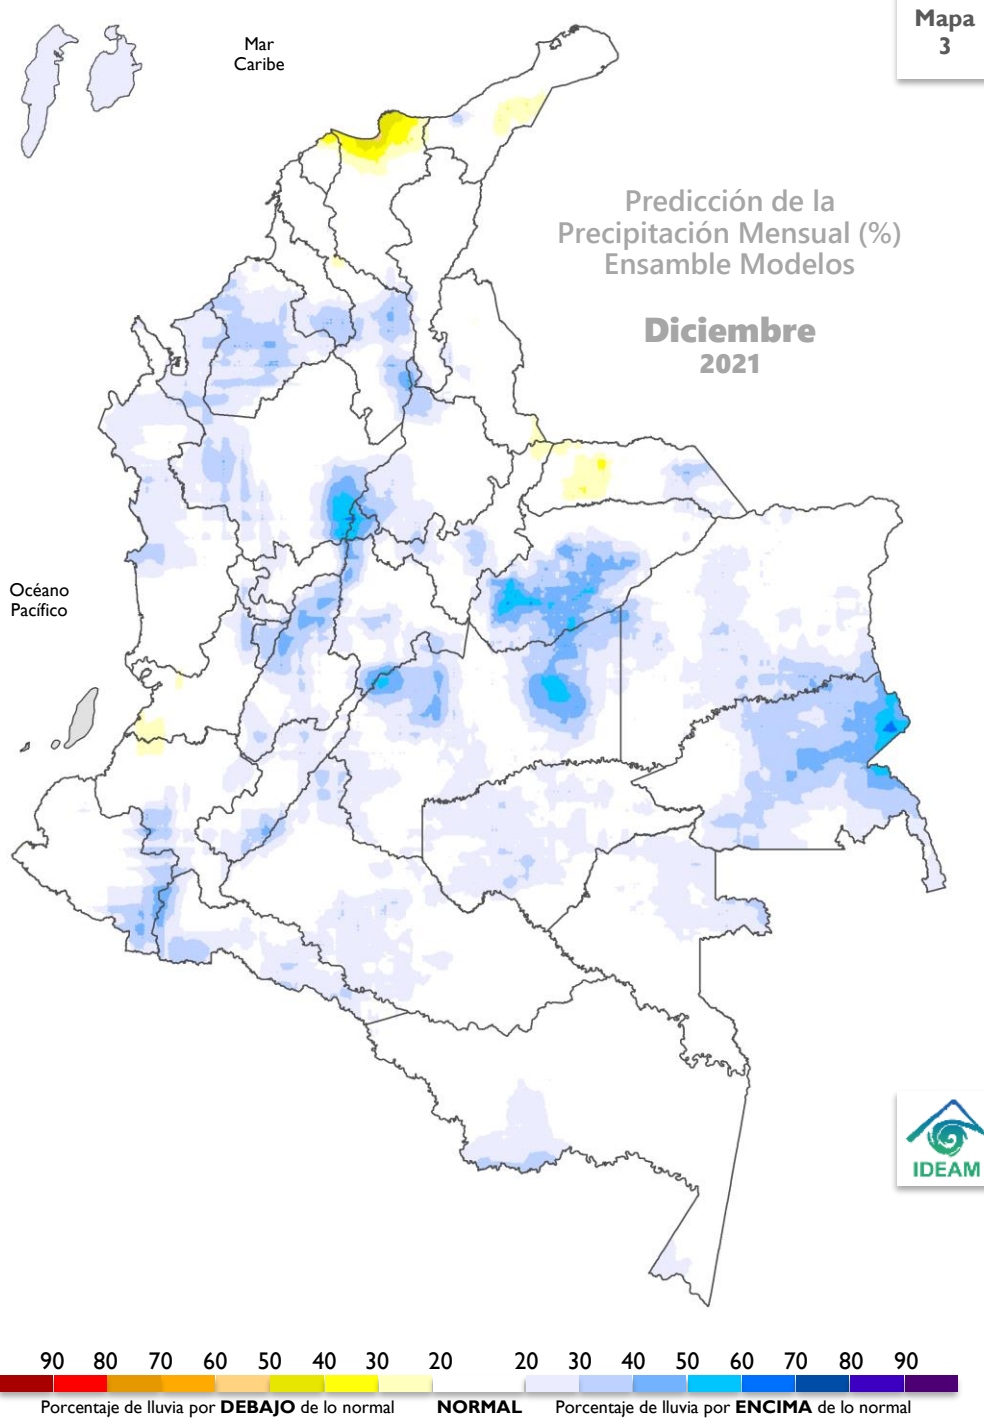 Mapa
3
Mar
Caribe
Predicción de la
Precipitación Mensual (%)
Ensamble Modelos
Diciembre
2021
Océano
Pacífico
IDEAM
90 80 70 60 50 40 30 20 20 30 40 50 60 70 80 90
Porcentaje de lluvia por DEBAJO de lo normal NORMAL Porcentaje de lluvia por ENCIMA de lo normal